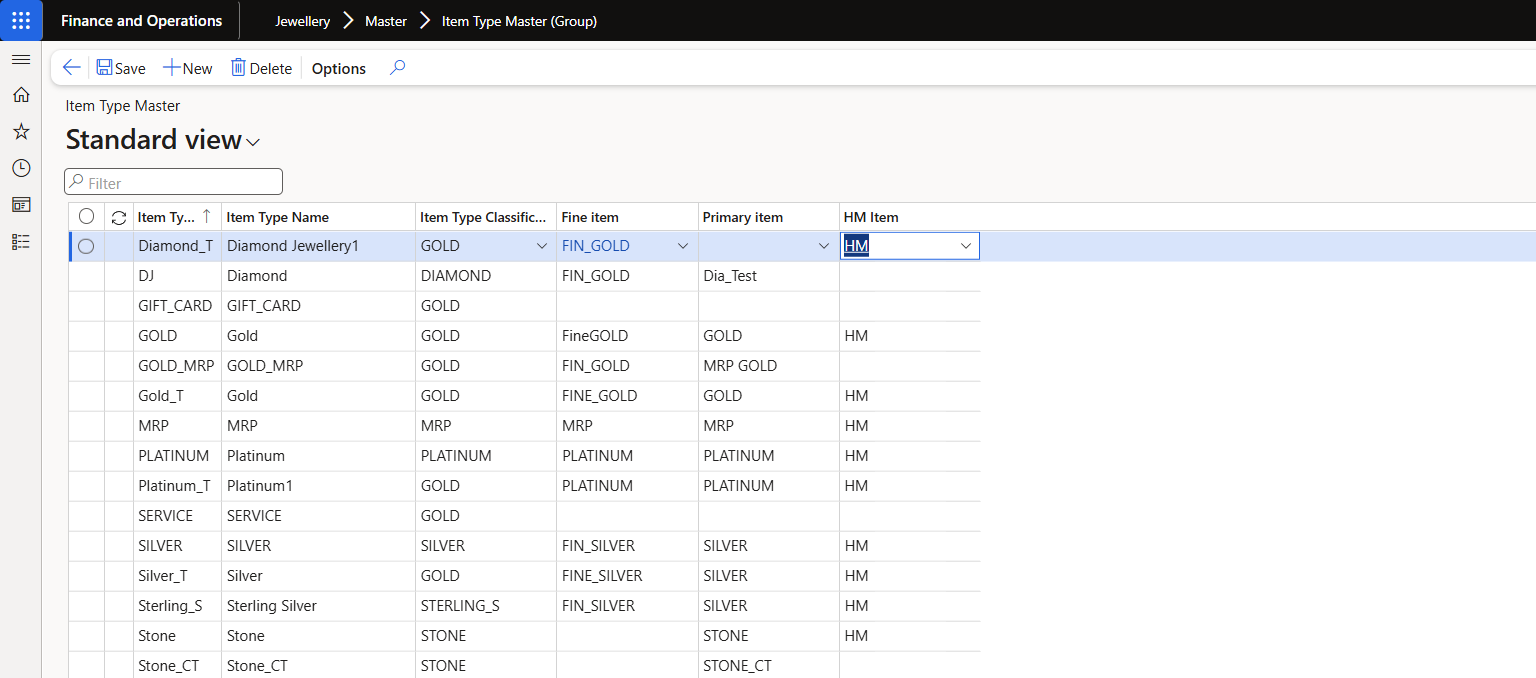 Finance and Operations Jewellery Master Item Type Master (Group)
Save New Delete Options
Item Type Master
Standard view
Filter
Item Ty... Item Type Name Item Type Classific... Fine item Primary item HM Item
Diamond_T Diamond Jewellery1 GOLD FIN_GOLD HM
DJ Diamond DIAMOND FIN_GOLD Dia_Test
GIFT_CARD GIFT_CARD GOLD
GOLD Gold GOLD FineGOLD GOLD HM
GOLD_MRP GOLD_MRP GOLD FIN_GOLD MRP GOLD
Gold_T Gold GOLD FINE_GOLD GOLD HM
MRP MRP MRP MRP MRP HM
PLATINUM Platinum PLATINUM PLATINUM PLATINUM HM
Platinum_T Platinum1 GOLD PLATINUM PLATINUM HM
SERVICE SERVICE GOLD
SILVER SILVER SILVER FIN_SILVER SILVER HM
Silver_T Silver GOLD FINE_SILVER SILVER HM
Sterling_S Sterling Silver STERLING_S FIN_SILVER SILVER HM
Stone Stone STONE STONE HM
Stone_CT Stone_CT STONE STONE_CT